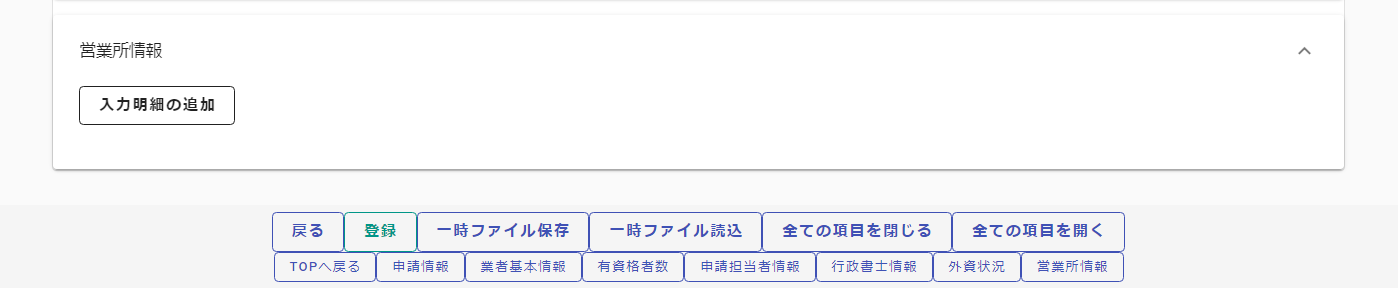 営業所情報
入力明細の追加
戻る 登録 一時ファイル保存 一時ファイル読込 全ての項目を閉じる 全ての項目を開く
TOPへ戻る 申請情報 業者基本情報 有資格者数 申請担当者情報 行政書士情報 外資状況 営業所情報